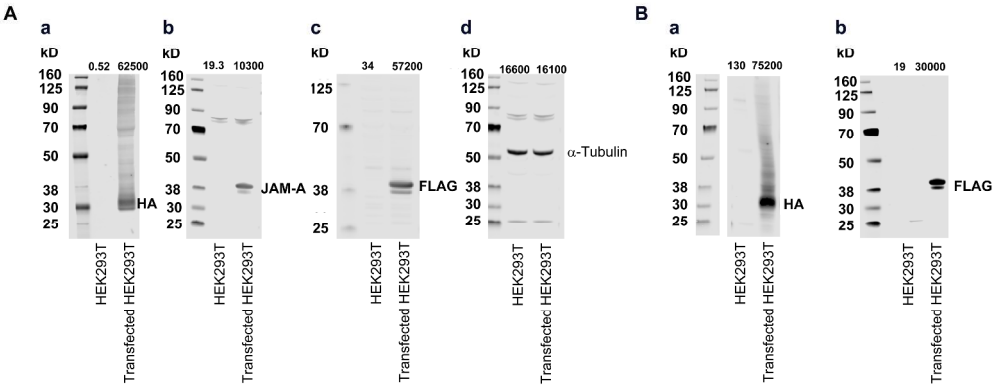 A
B
a
b
c
d
a
b
kD
0.52 62500
160
125
90
70
50
38
30
25
HA
HEK293T
Transfected HEK293T
kD
19.3 10300
160
125
90
70
50
38
30
25
JAM-A
HEK293T
Transfected HEK293T
kD
34 57200
125
70
38
25
FLAG
HEK293T
Transfected HEK293T
kD
16600 16100
160
125
90
70
50
38
30
25
α-Tubulin
HEK293T
Transfected HEK293T
kD
130 75200
160
125
90
70
50
38
30
25
HA
HEK293T
Transfected HEK293T
kD
19 30000
160
125
90
70
50
38
30
25
FLAG
HEK293T
Transfected HEK293T